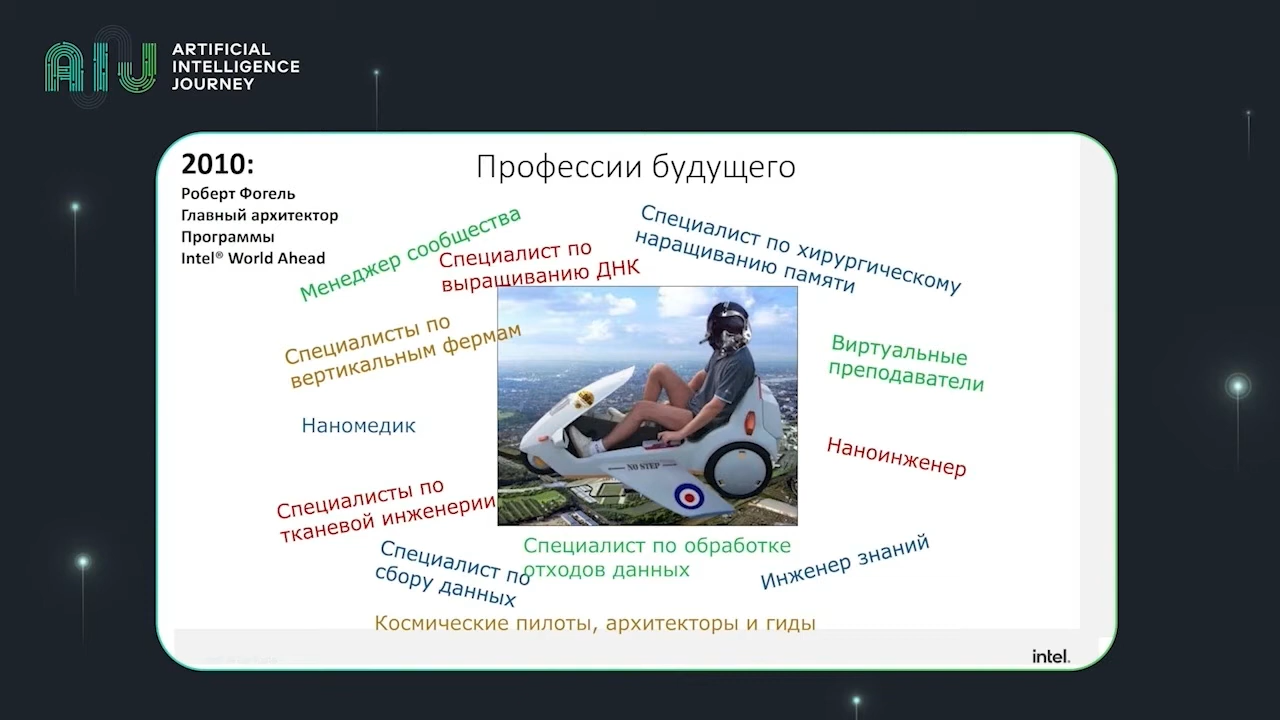 ARTIFICIAL
INTELLIGENCE
JOURNEY
2010:
Роберт Фогель
Главный архитектор
Программы
Intel® World Ahead
Профессии будущего
Менеджер сообщества
Специалист по
выращиванию ДНК
Специалист по хирургическому
наращиванию памяти
Специалисты по
вертикальным фермам
Виртуальные
преподаватели
Наномедик
Наноинженер
NO STEP
Специалисты по
тканевой инженерии
Специалист по
сбору данных
Специалист по обработке
отходов данных
Инженер знаний
Космические пилоты, архитекторы и гиды
intel.